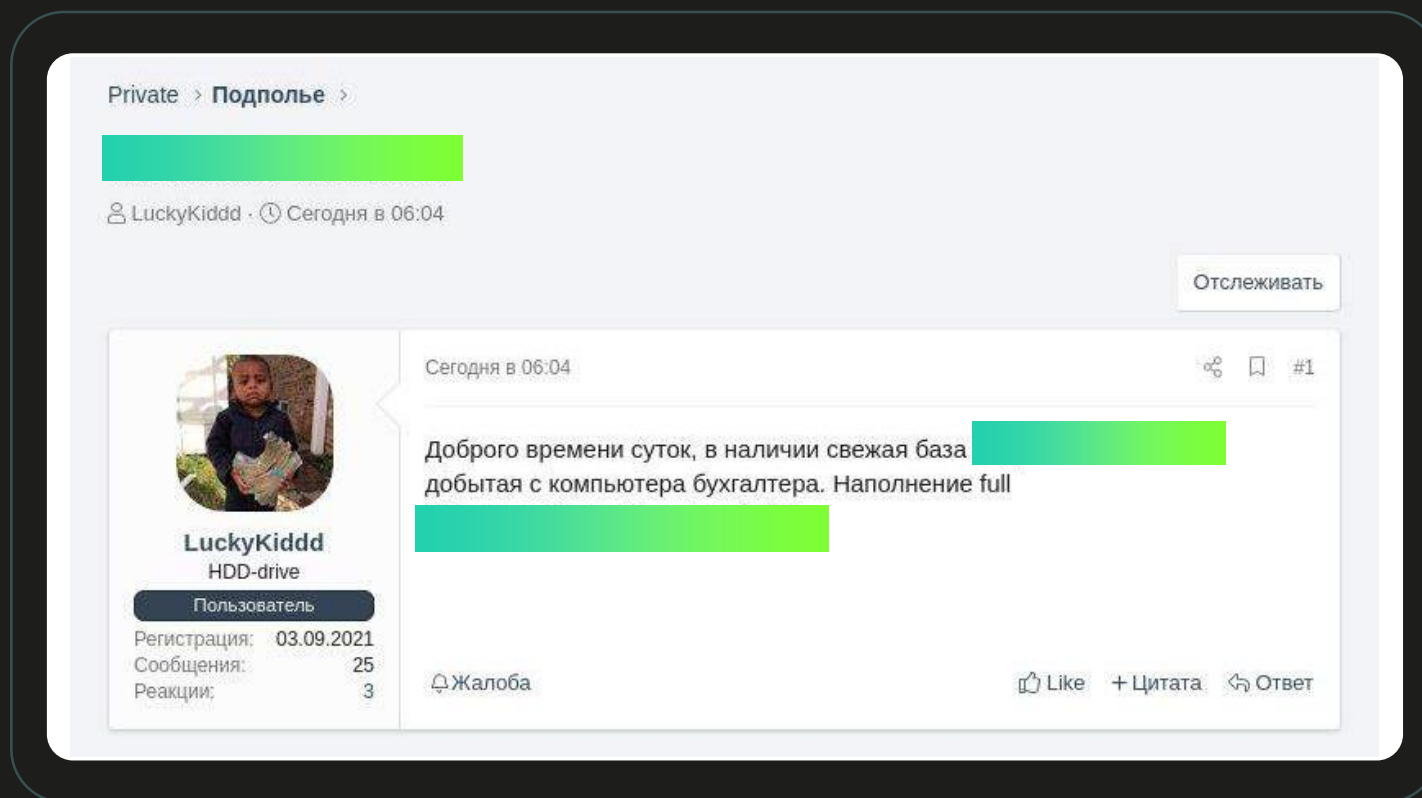 Private > Подполье >
LuckyKiddd · Сегодня в 06:04
Отслеживать
Сегодня в 06:04
#1
Доброго времени суток, в наличии свежая база
добытая с компьютера бухгалтера. Наполнение full
LuckyKiddd
HDD-drive
Пользователь
Регистрация: 03.09.2021
Сообщения: 25
Реакции: 3
Жалоба
Like + Цитата Ответ